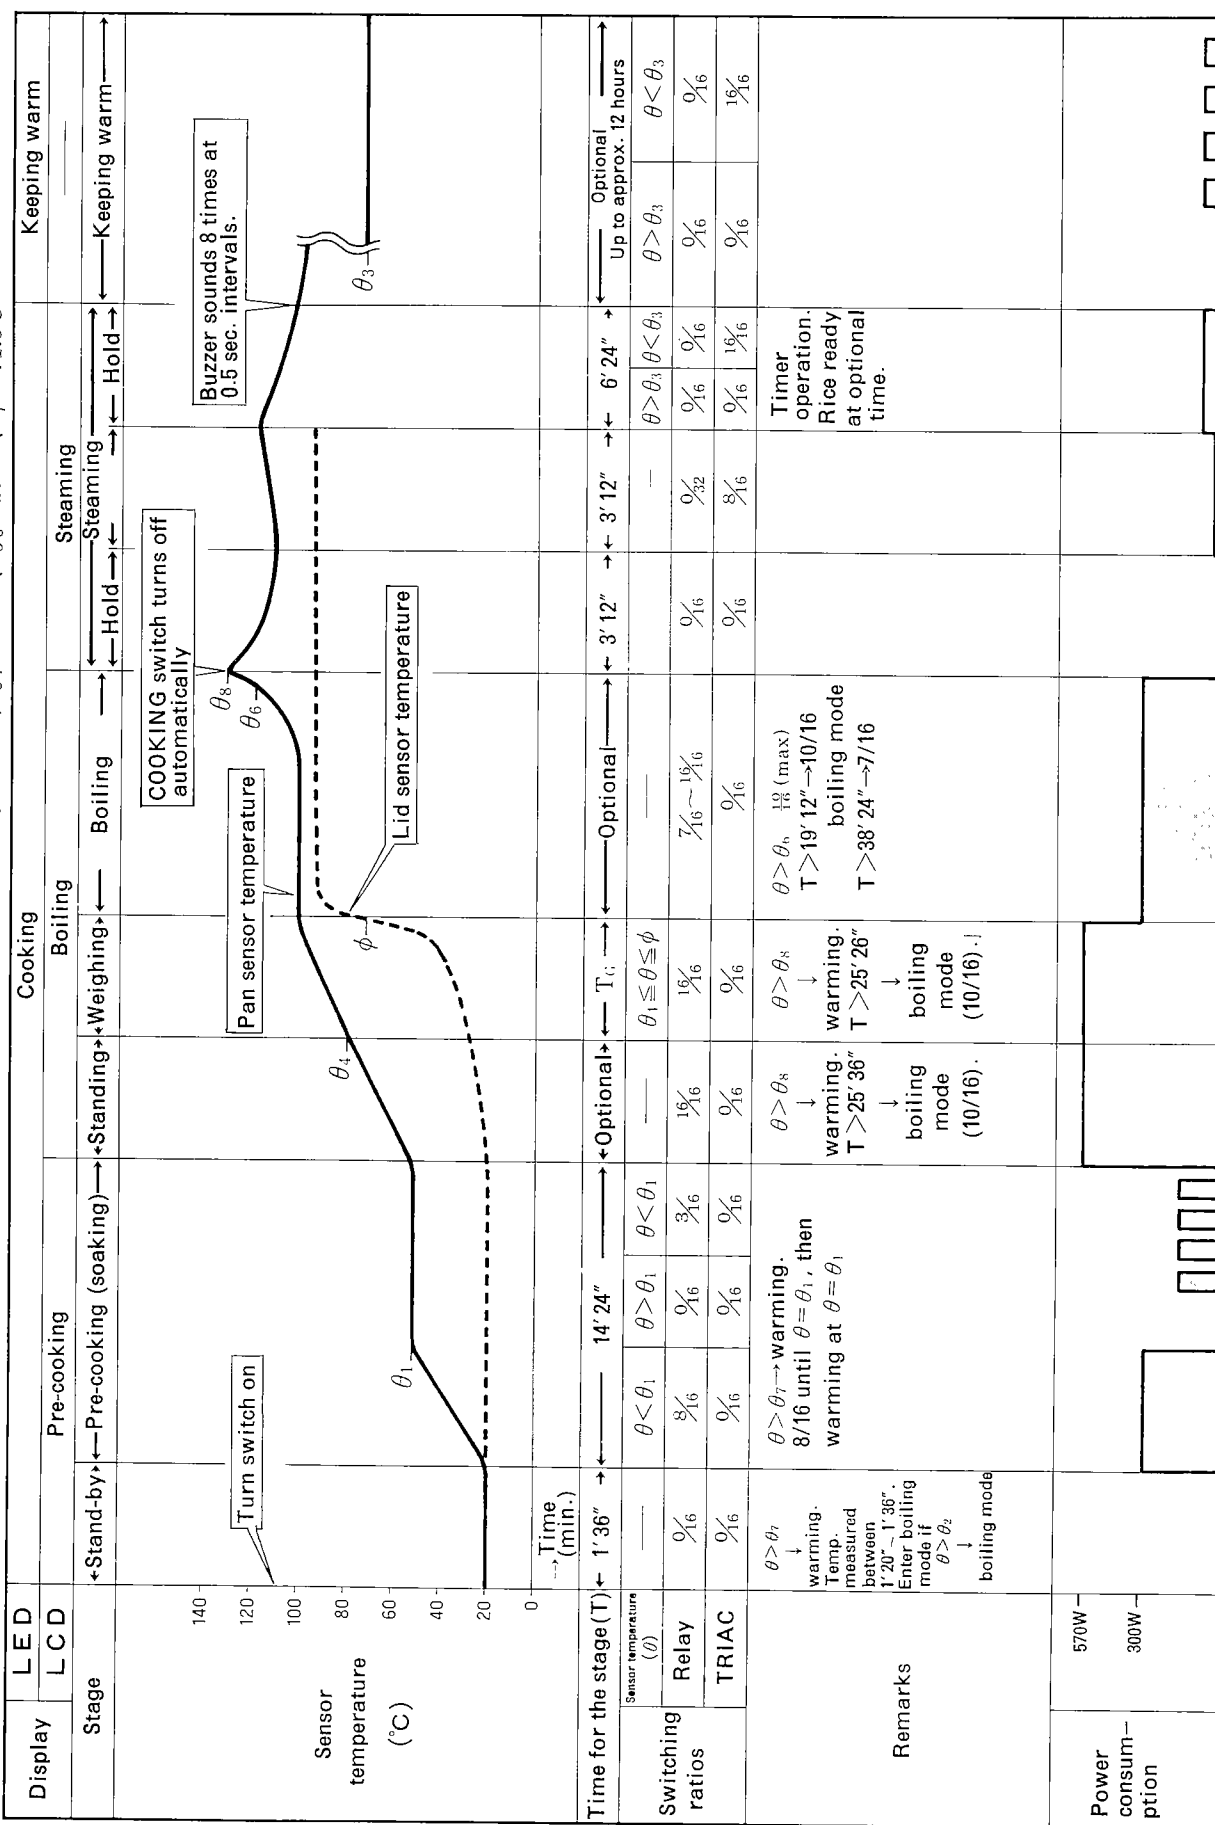 Display
LED
Cooking
Keeping warm
LCD
Pre-cooking
Boiling
Steaming
—
Stage
←Stand-by→
←Pre-cooking (soaking)→
←Standing→
←Weighing→
← Boiling →
← Steaming →
←Hold→
←Hold→
←Keeping warm→
Sensor
temperature
(°C)
140
120
100
80
60
40
20
0
Turn switch on
Pan sensor temperature
COOKING switch turns off
automatically
Lid sensor temperature
Buzzer sounds 8 times at
0.5 sec. intervals.
θ1
θ4
φ
θ6
θ8
θ3
→Time
(min.)
Time for the stage(T)
← 1′36″ →
← 14′24″ →
←Optional→
← →
←Optional→
← 3′12″ →
← 3′12″ →
← 6′24″ →
← Optional →
Up to approx. 12 hours
Switching
ratios
Sensor temperature
(θ)
—
θ<θ1
θ>θ1
θ<θ1
—
θ1≦θ≦φ
—
—
θ>θ3
θ<θ3
θ>θ3
θ<θ3
Relay
0/16
8/16
0/16
3/16
16/16
16/16
7/16~16/16
0/16
0/32
0/16
0/16
0/16
0/16
TRIAC
0/16
0/16
0/16
0/16
0/16
0/16
0/16
0/16
8/16
0/16
16/16
0/16
16/16
Remarks
θ>θ7
↓
warming.
Temp.
measured
between
1′20″~1′36″.
Enter boiling
mode if
θ>θ2
↓
boiling mode
θ>θ7→warming.
8/16 until θ=θ1, then
warming at θ=θ1
θ>θ8
↓
warming.
T>25′36″
↓
boiling
mode
(10/16).
θ>θ8
↓
warming.
T>25′26″
↓
boiling
mode
(10/16).
θ>θ6 10/16 (max)
T>19′12″→10/16
boiling mode
T>38′24″→7/16
Timer
operation.
Rice ready
at optional
time.
Power
consum-
ption
570W
300W